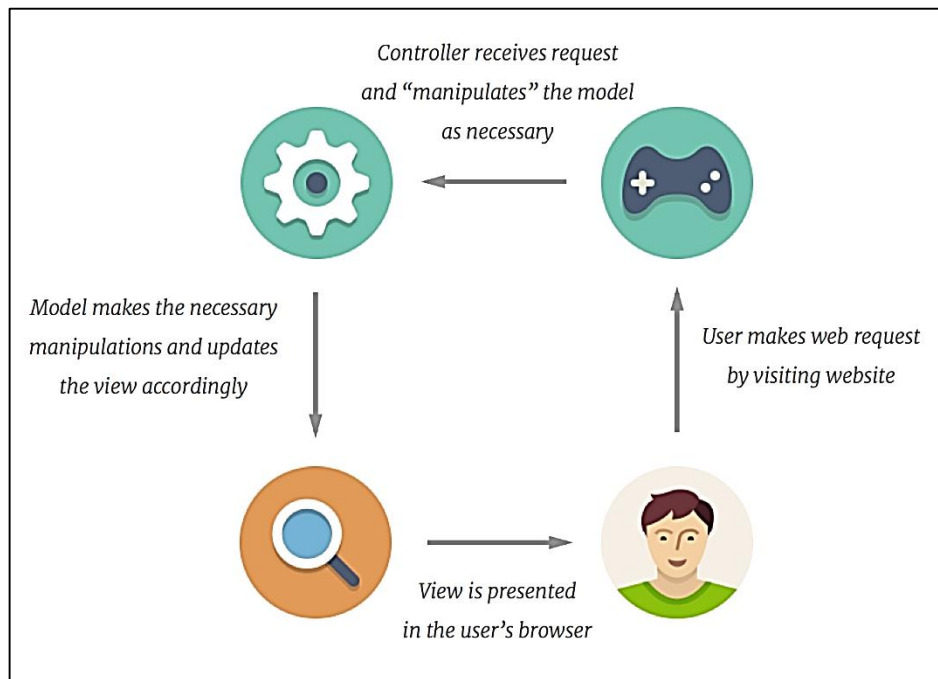 Controller receives request
and “manipulates” the model
as necessary
Model makes the necessary
manipulations and updates
the view accordingly
User makes web request
by visiting website
View is presented
in the user’s browser